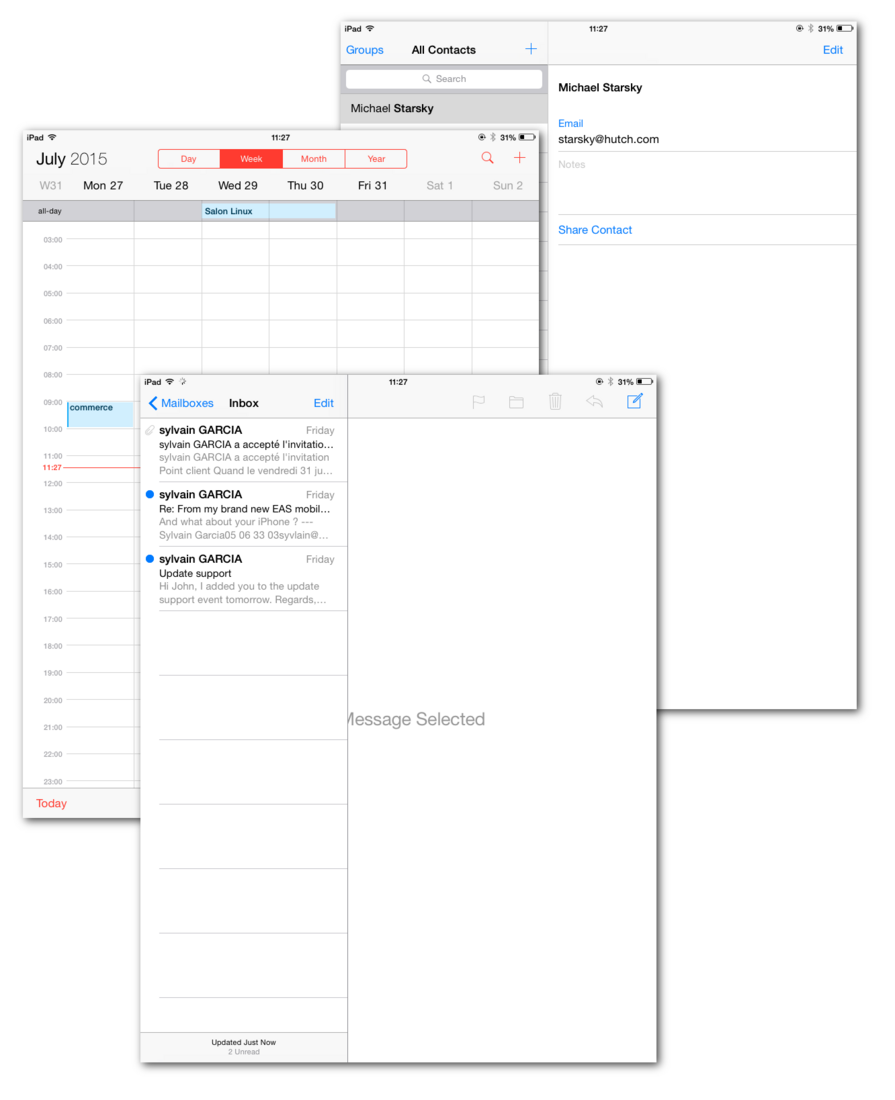 iPad 11:27 31%
Groups All Contacts + Edit
Search
Michael Starsky
Michael Starsky
Email
starsky@hutch.com
Notes
Share Contact
iPad 11:27 31%
July 2015 Day Week Month Year +
W31 Mon 27 Tue 28 Wed 29 Thu 30 Fri 31 Sat 1 Sun 2
all-day Salon Linux
03:00
04:00
05:00
06:00
07:00
08:00
09:00 commerce
10:00
11:00
11:27
12:00
13:00
14:00
15:00
16:00
17:00
18:00
19:00
20:00
21:00
22:00
23:00
Today
iPad 11:27 31%
Mailboxes Inbox Edit
sylvain GARCIA Friday
sylvain GARCIA a accepté l'invitatio...
sylvain GARCIA a accepté l'invitation
Point client Quand le vendredi 31 ju...
sylvain GARCIA Friday
Re: From my brand new EAS mobil...
And what about your iPhone ? ---
Sylvain Garcia05 06 33 03syvlain@...
sylvain GARCIA Friday
Update support
Hi John, I added you to the update
support event tomorrow. Regards,...
Message Selected
Updated Just Now
2 Unread